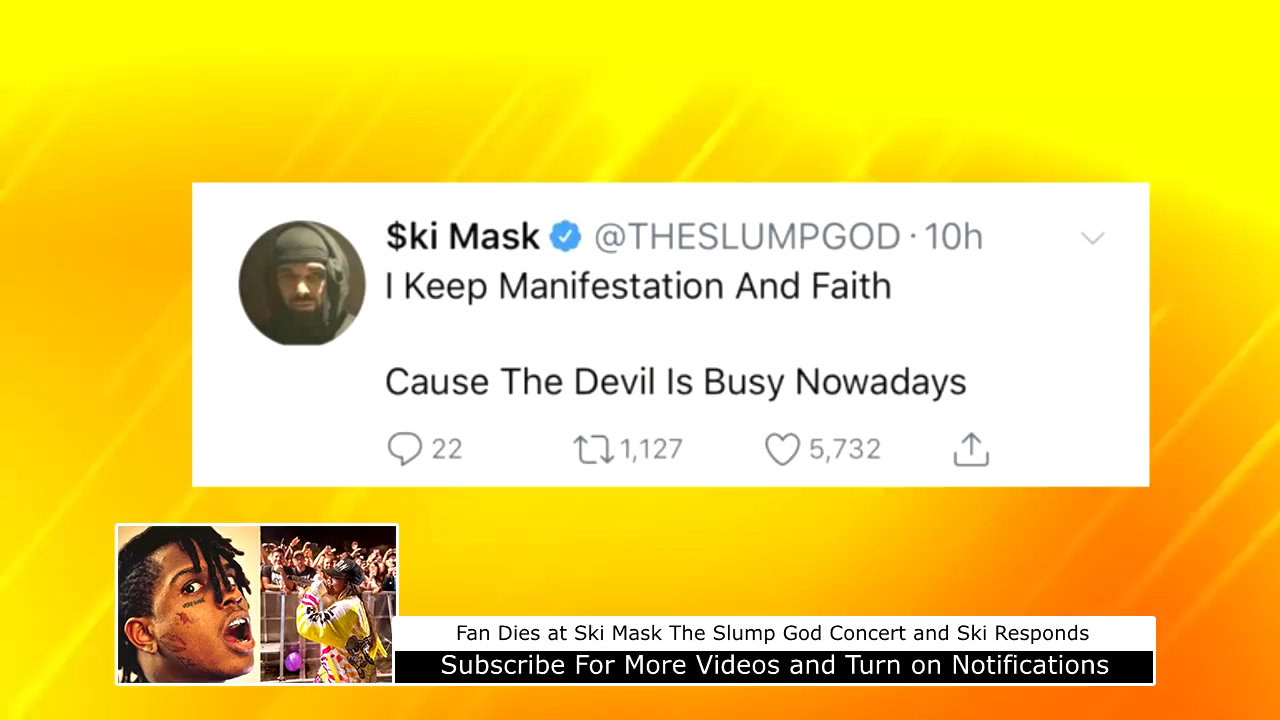 $ki Mask @THESLUMPGOD · 10h
I Keep Manifestation And Faith
Cause The Devil Is Busy Nowadays
22 1,127 5,732
Fan Dies at Ski Mask The Slump God Concert and Ski Responds
Subscribe For More Videos and Turn on Notifications